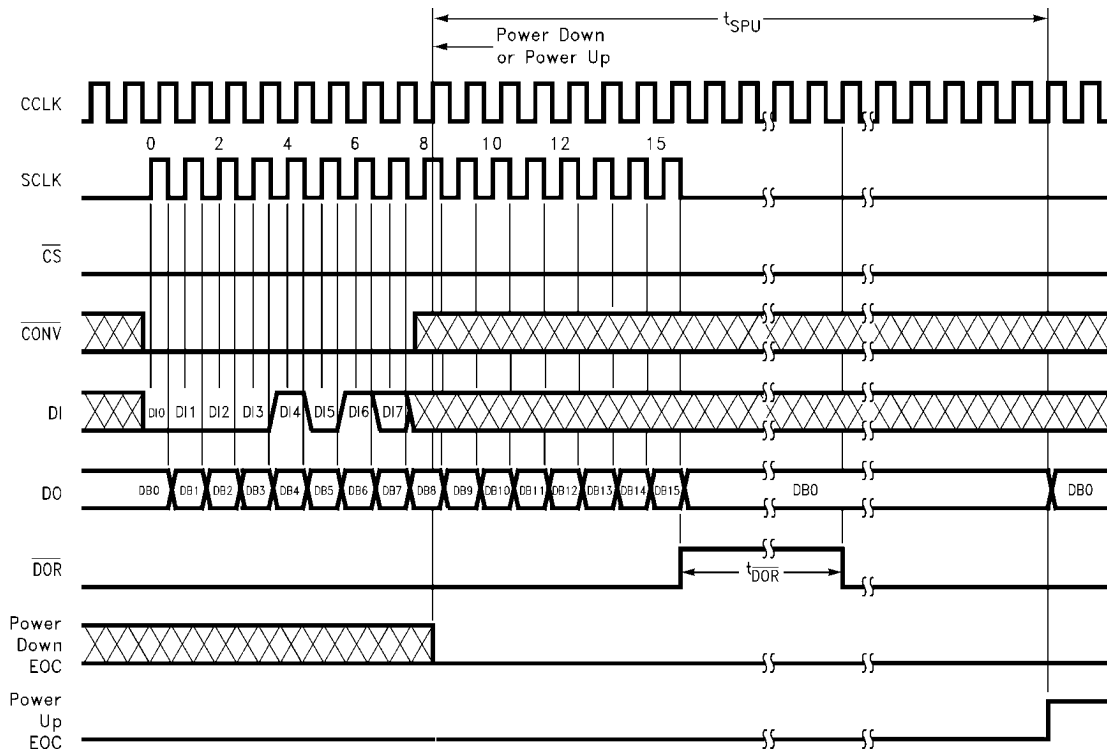 tSPU
Power Down
or Power Up
CCLK
0 2 4 6 8 10 12 15
SCLK
CS
CONV
DI
DI0 DI1 DI2 DI3 DI4 DI5 DI6 DI7
DO
DB0 DB1 DB2 DB3 DB4 DB5 DB6 DB7 DB8 DB9 DB10 DB11 DB12 DB13 DB14 DB15 DB0 DB0
DOR
tDOR
Power
Down
EOC
Power
Up
EOC